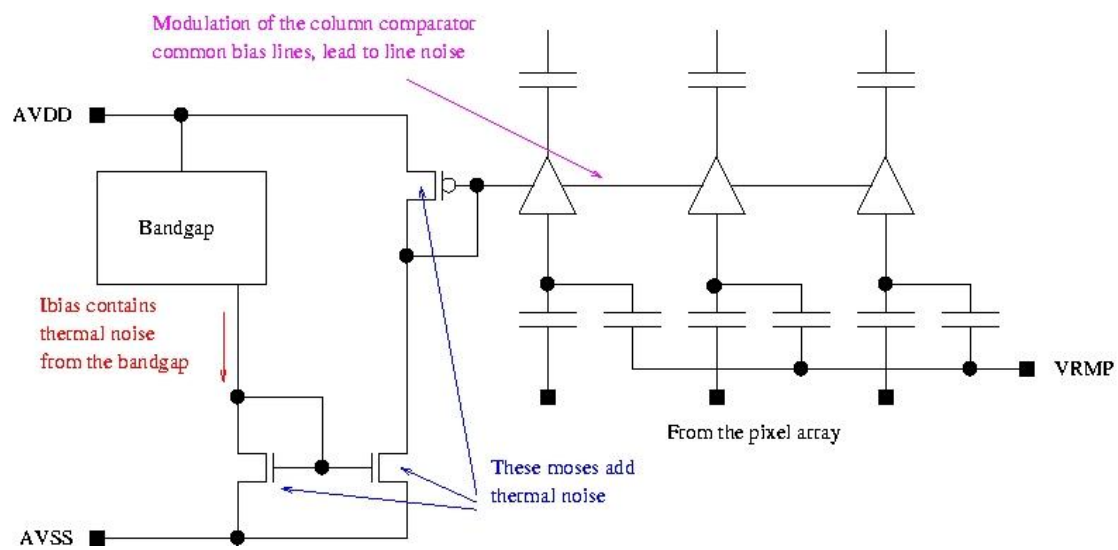 Modulation of the column comparator
common bias lines, lead to line noise
AVDD
Bandgap
Ibias contains
thermal noise
from the bandgap
VRMP
From the pixel array
These moses add
thermal noise
AVSS